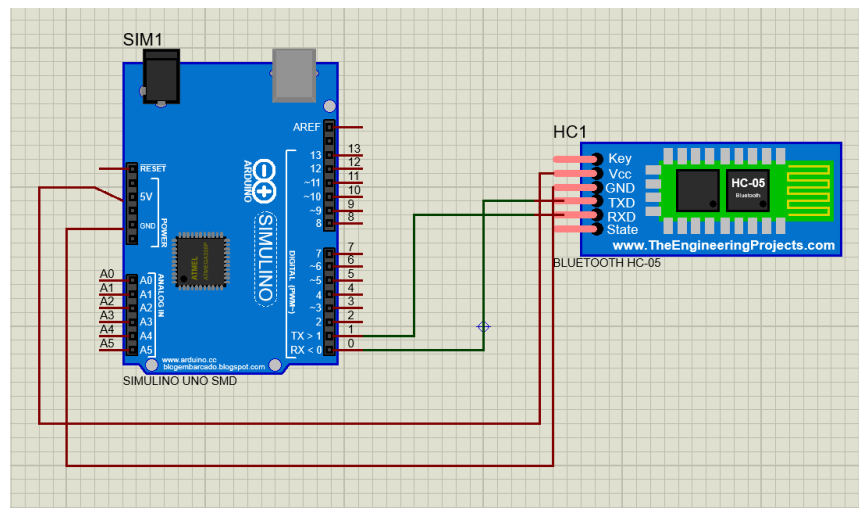 SIM1
AREF
13
12
~11
~10
~9
8
13
12
11
10
9
8
ARDUINO
SIMULINO
RESET
5V
GND
POWER
ATMEL
DIGITAL (PWM~)
7
~6
~5
4
~3
2
TX > 1
RX < 0
7
6
5
4
3
2
1
0
A0
A1
A2
A3
A4
A5
A0
A1
A2
A3
A4
A5
ANALOG IN
www.arduino.cc
blogembarcado.blogspot.com
SIMULINO UNO SMD
HC1
Key
Vcc
GND
TXD
RXD
State
HC-05
Bluetooth
www.TheEngineeringProjects.com
BLUETOOTH HC-05